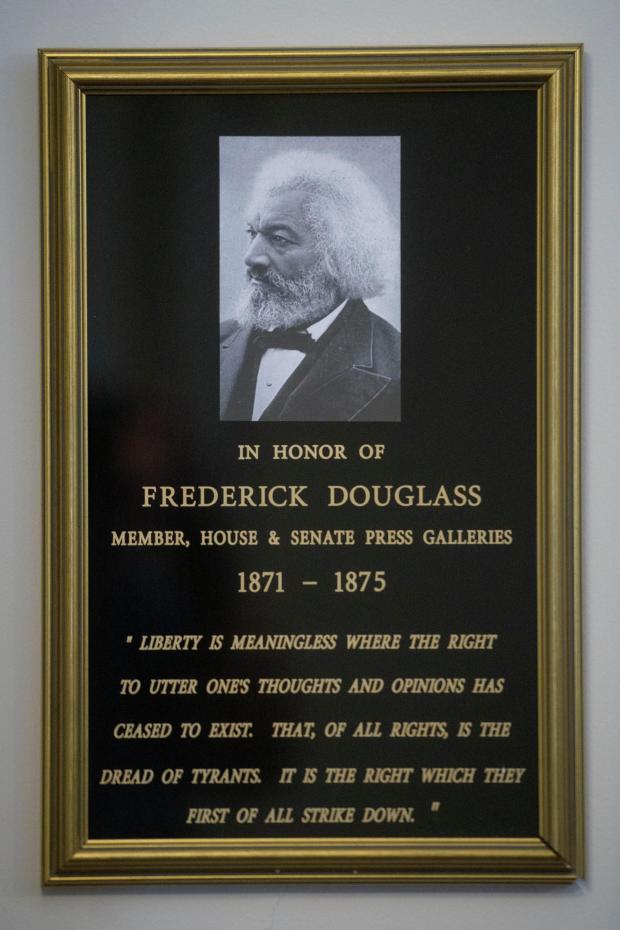 IN HONOR OF
FREDERICK DOUGLASS
MEMBER, HOUSE & SENATE PRESS GALLERIES
1871 – 1875
" LIBERTY IS MEANINGLESS WHERE THE RIGHT
TO UTTER ONE'S THOUGHTS AND OPINIONS HAS
CEASED TO EXIST. THAT, OF ALL RIGHTS, IS THE
DREAD OF TYRANTS. IT IS THE RIGHT WHICH THEY
FIRST OF ALL STRIKE DOWN. "